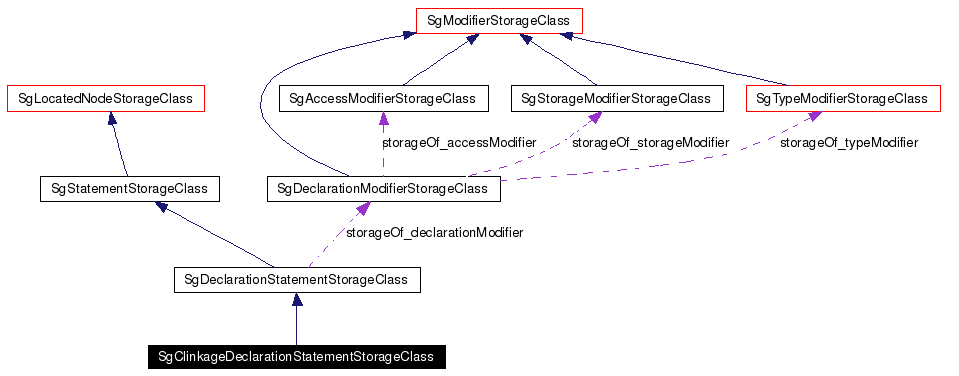 SgModifierStorageClass
SgLocatedNodeStorageClass
SgAccessModifierStorageClass
SgStorageModifierStorageClass
SgTypeModifierStorageClass
storageOf_accessModifier
storageOf_storageModifier
storageOf_typeModifier
SgStatementStorageClass
SgDeclarationModifierStorageClass
storageOf_declarationModifier
SgDeclarationStatementStorageClass
SgClinkageDeclarationStatementStorageClass